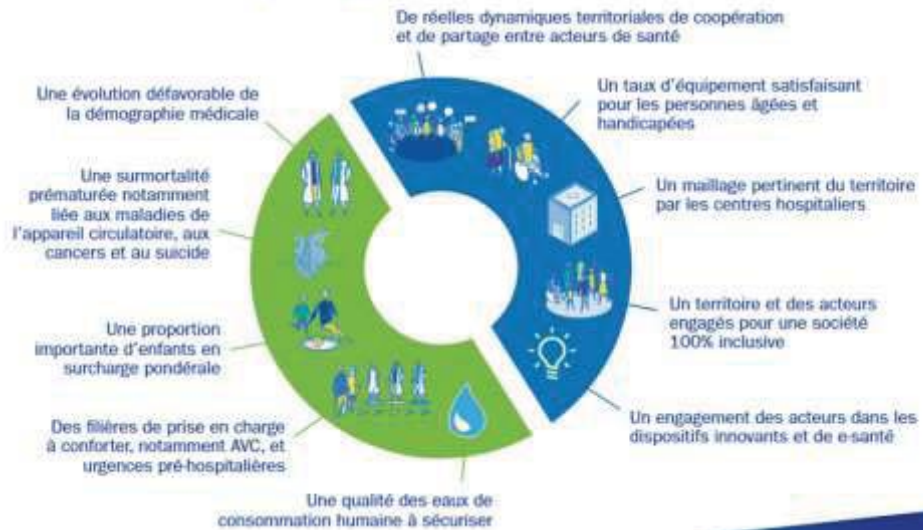 De réelles dynamiques territoriales de coopération
et de partage entre acteurs de santé
Un taux d'équipement satisfaisant
pour les personnes âgées et
handicapées
Un maillage pertinent du territoire
par les centres hospitaliers
Un territoire et des acteurs
engagés pour une société
100% inclusive
Un engagement des acteurs dans les
dispositifs innovants et de e-santé
Une évolution défavorable de
la démographie médicale
Une surmortalité
prématurée notamment
liée aux maladies de
l'appareil circulatoire, aux
cancers et au suicide
Une proportion
importante d'enfants en
surcharge pondérale
Des filières de prise en charge
à conforter, notamment AVC, et
urgences pré-hospitalières
Une qualité des eaux de
consommation humaine à sécuriser